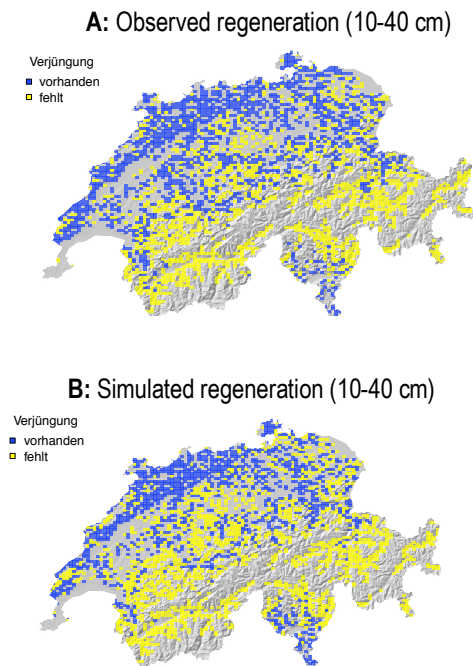 A: Observed regeneration (10-40 cm)
Verjüngung
vorhanden
fehlt
B: Simulated regeneration (10-40 cm)
Verjüngung
vorhanden
fehlt